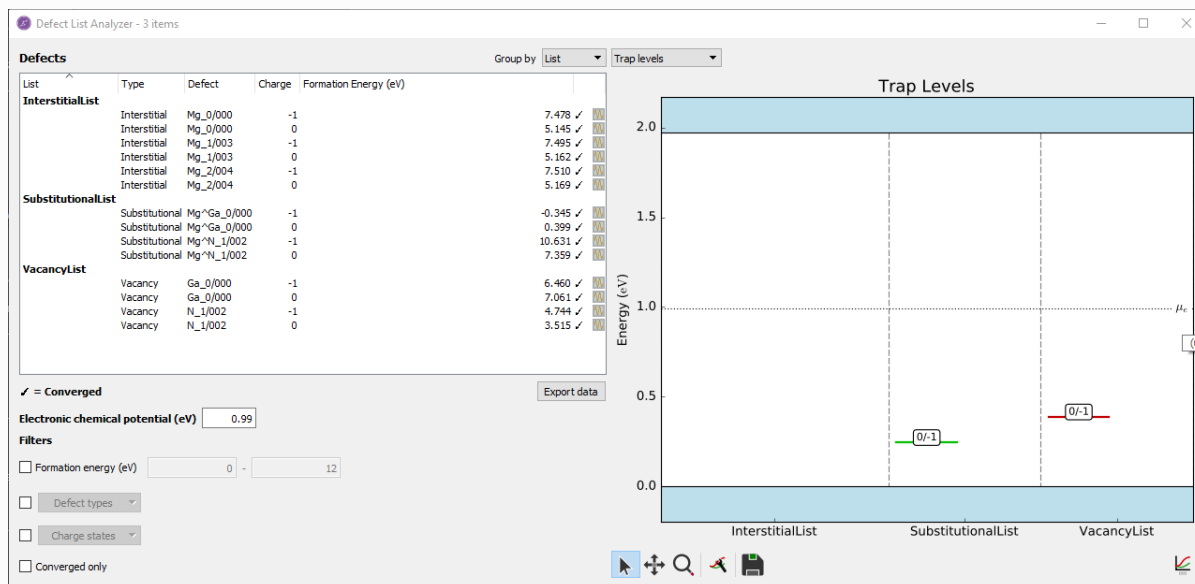 Defect List Analyzer - 3 items
Defects
Group by List
Trap levels
List Type Defect Charge Formation Energy (eV)
InterstitialList
Interstitial Mg_0/000 -1 7.478 ✓
Interstitial Mg_0/000 0 5.145 ✓
Interstitial Mg_1/003 -1 7.495 ✓
Interstitial Mg_1/003 0 5.162 ✓
Interstitial Mg_2/004 -1 7.510 ✓
Interstitial Mg_2/004 0 5.169 ✓
SubstitutionalList
Substitutional Mg^Ga_0/000 -1 -0.345 ✓
Substitutional Mg^Ga_0/000 0 0.399 ✓
Substitutional Mg^N_1/002 -1 10.631 ✓
Substitutional Mg^N_1/002 0 7.359 ✓
VacancyList
Vacancy Ga_0/000 -1 6.460 ✓
Vacancy Ga_0/000 0 7.061 ✓
Vacancy N_1/002 -1 4.744 ✓
Vacancy N_1/002 0 3.515 ✓
✓ = Converged
Export data
Electronic chemical potential (eV) 0.99
Filters
Formation energy (eV) 0 - 12
Defect types
Charge states
Converged only
Trap Levels
2.0
1.5
1.0
0.5
0.0
Energy (eV)
μe
0/-1
0/-1
InterstitialList SubstitutionalList VacancyList